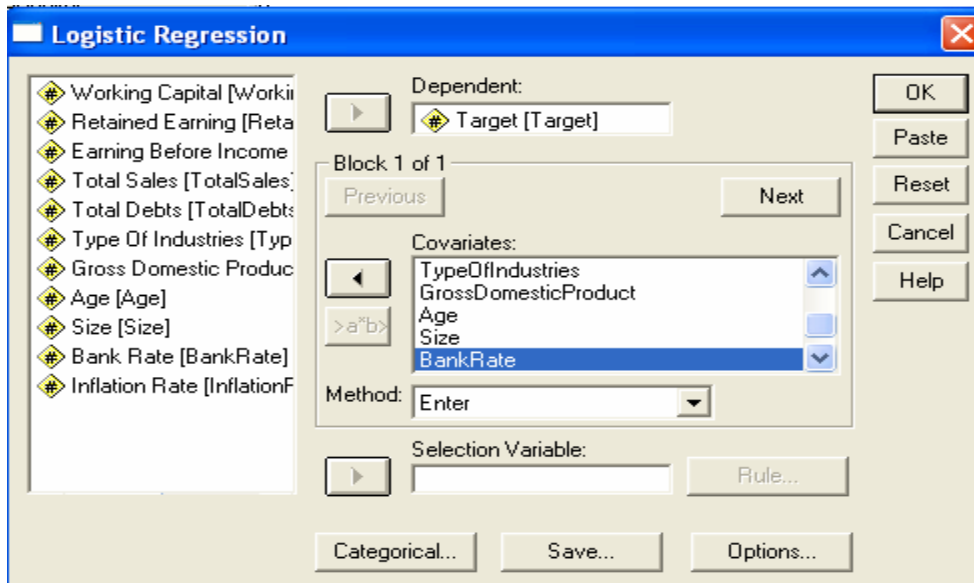 Logistic Regression
Working Capital [Workin
Retained Earning [Reta
Earning Before Income
Total Sales [TotalSales]
Total Debts [TotalDebts
Type Of Industries [Typ
Gross Domestic Produc
Age [Age]
Size [Size]
Bank Rate [BankRate]
Inflation Rate [InflationF
Dependent:
Target [Target]
Block 1 of 1
Previous
Next
Covariates:
TypeOfIndustries
GrossDomesticProduct
Age
Size
BankRate
>a*b>
Method:
Enter
Selection Variable:
Rule...
Categorical...
Save...
Options...
OK
Paste
Reset
Cancel
Help